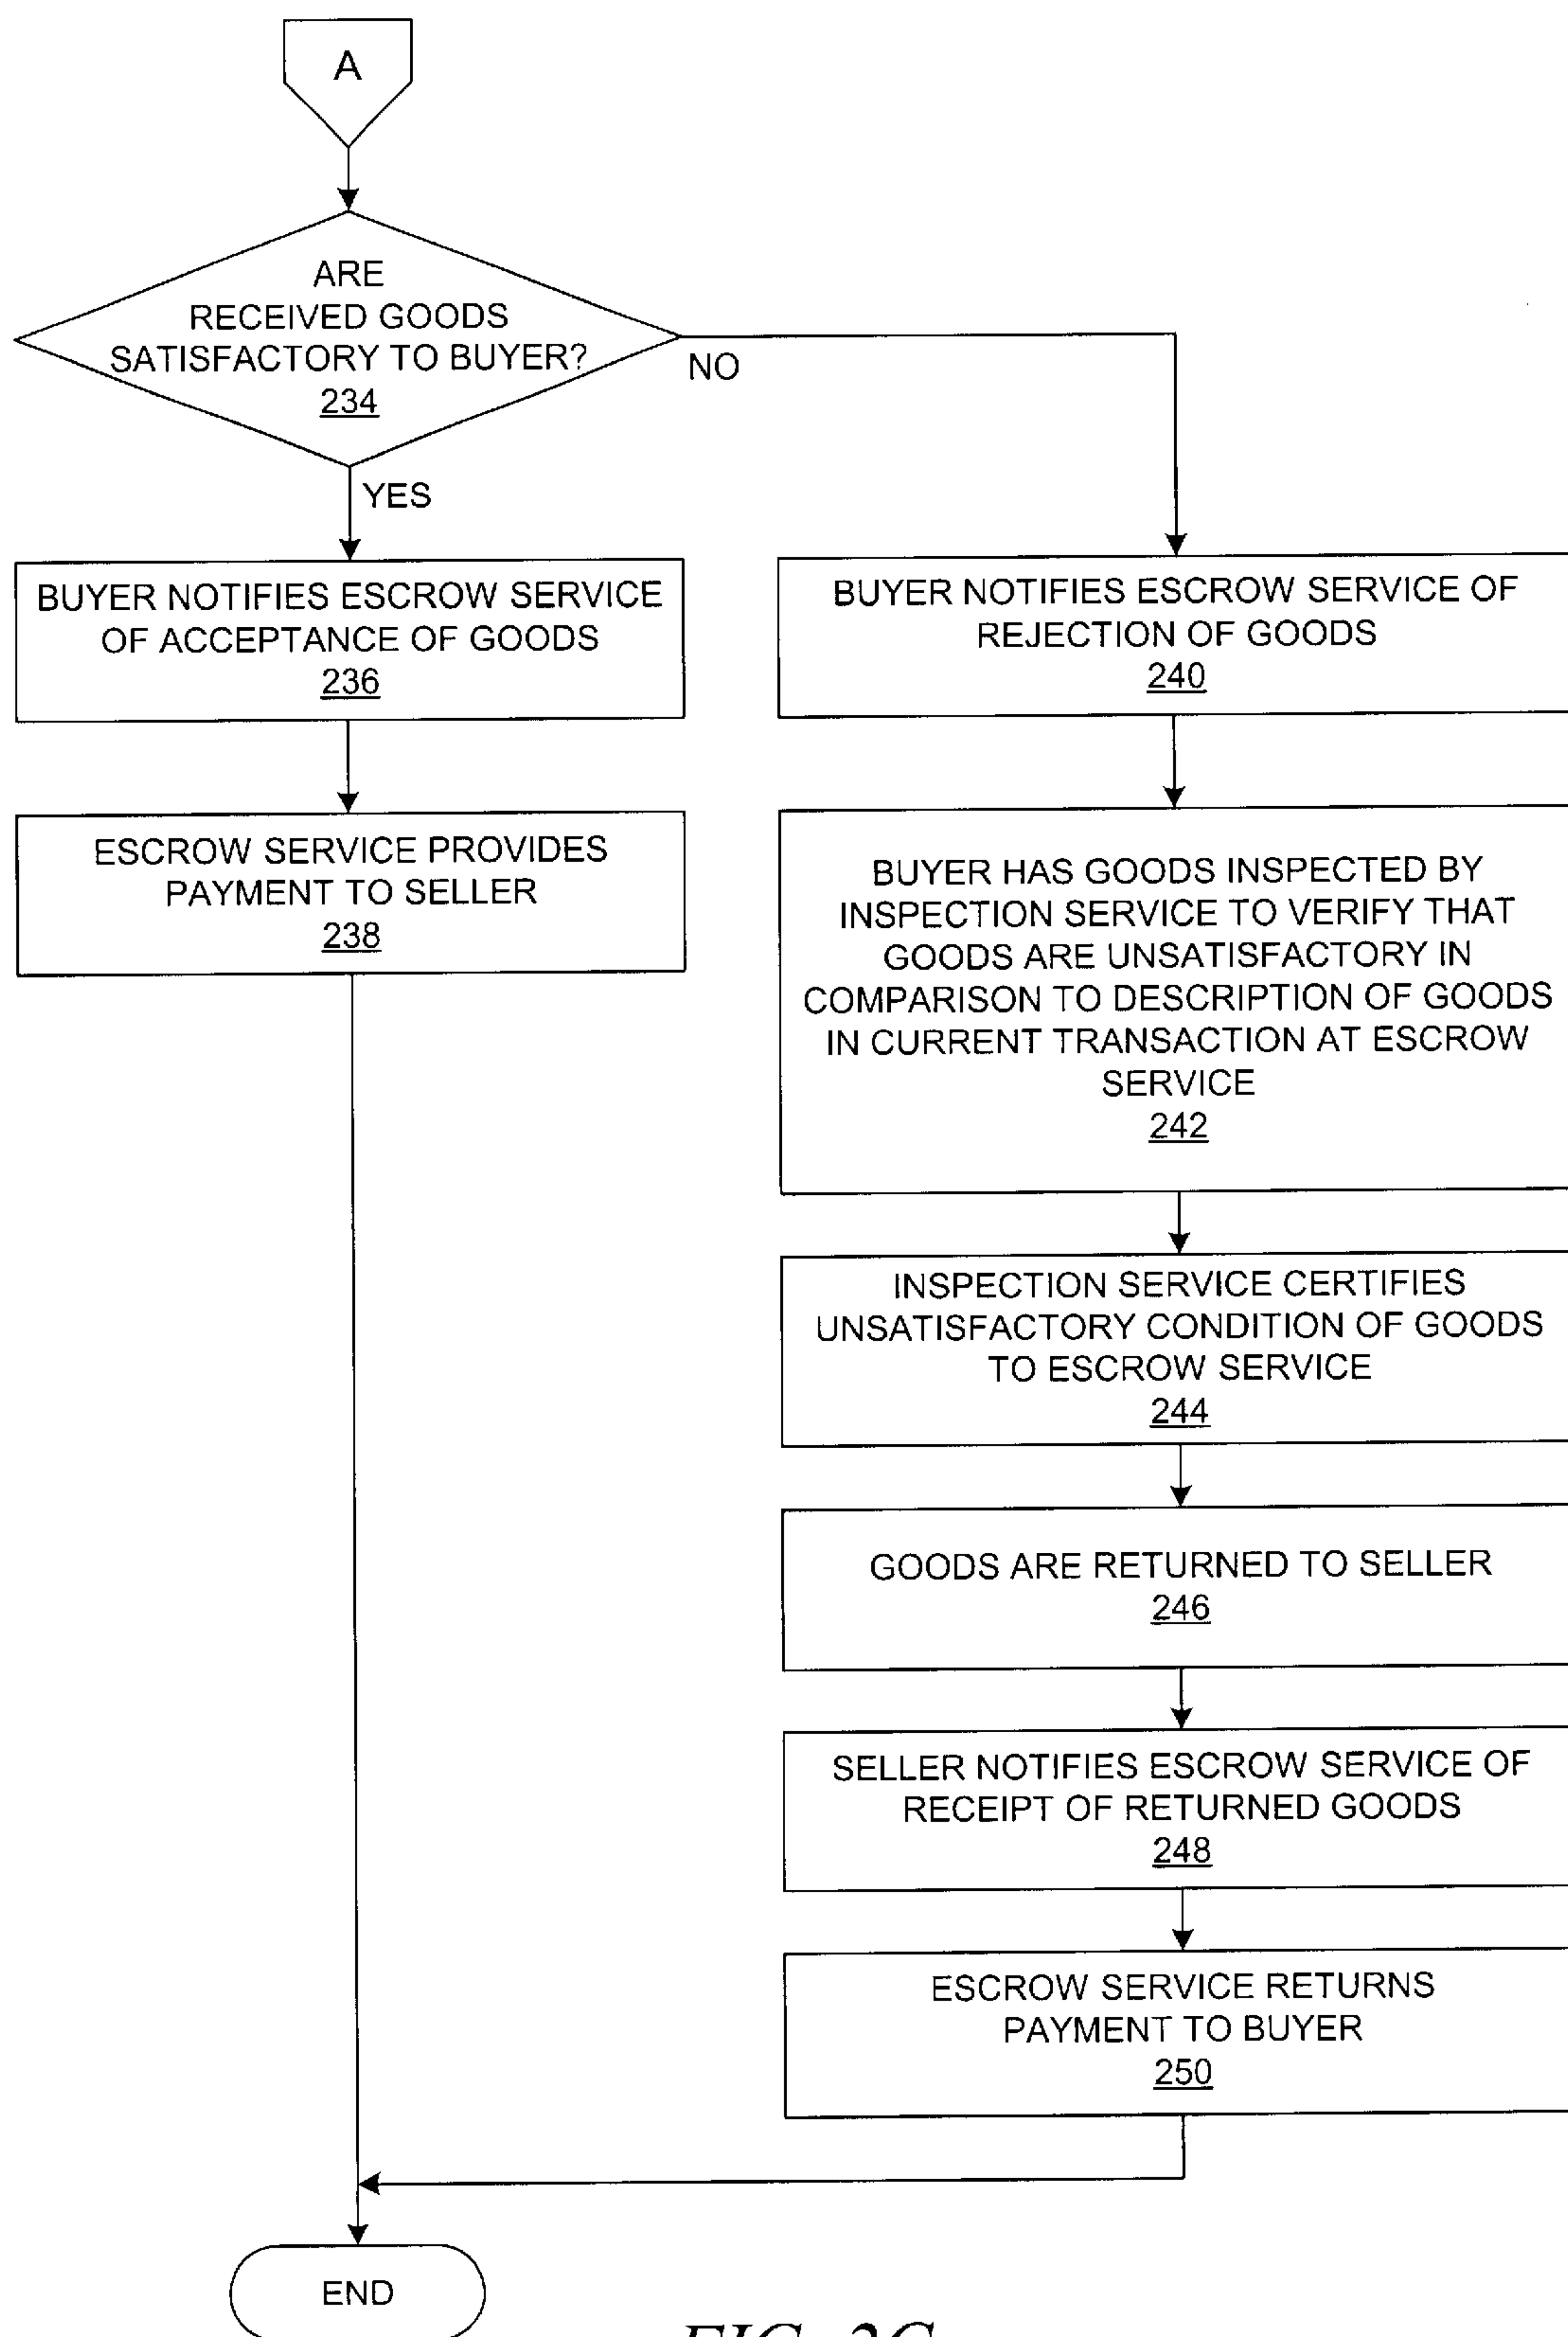 A
ARE
RECEIVED GOODS
SATISFACTORY TO BUYER?
234
NO
YES
BUYER NOTIFIES ESCROW SERVICE
OF ACCEPTANCE OF GOODS
236
ESCROW SERVICE PROVIDES
PAYMENT TO SELLER
238
BUYER NOTIFIES ESCROW SERVICE OF
REJECTION OF GOODS
240
BUYER HAS GOODS INSPECTED BY
INSPECTION SERVICE TO VERIFY THAT
GOODS ARE UNSATISFACTORY IN
COMPARISON TO DESCRIPTION OF GOODS
IN CURRENT TRANSACTION AT ESCROW
SERVICE
242
INSPECTION SERVICE CERTIFIES
UNSATISFACTORY CONDITION OF GOODS
TO ESCROW SERVICE
244
GOODS ARE RETURNED TO SELLER
246
SELLER NOTIFIES ESCROW SERVICE OF
RECEIPT OF RETURNED GOODS
248
ESCROW SERVICE RETURNS
PAYMENT TO BUYER
250
END
FIG. 2C